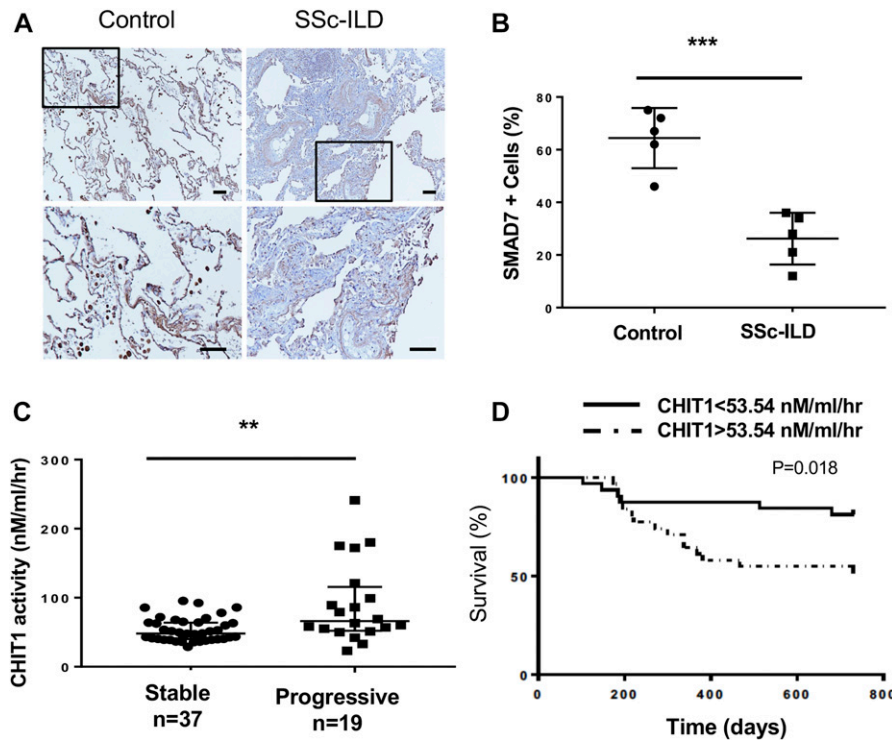 A
Control
SSc-ILD
B
***
SMAD7 + Cells (%)
80
60
40
20
0
Control
SSc-ILD
C
**
CHIT1 activity (nM/ml/hr)
300
200
100
0
Stable
n=37
Progressive
n=19
D
CHIT1<53.54 nM/ml/hr
CHIT1>53.54 nM/ml/hr
P=0.018
Survival (%)
100
50
0
0
200
400
600
800
Time (days)